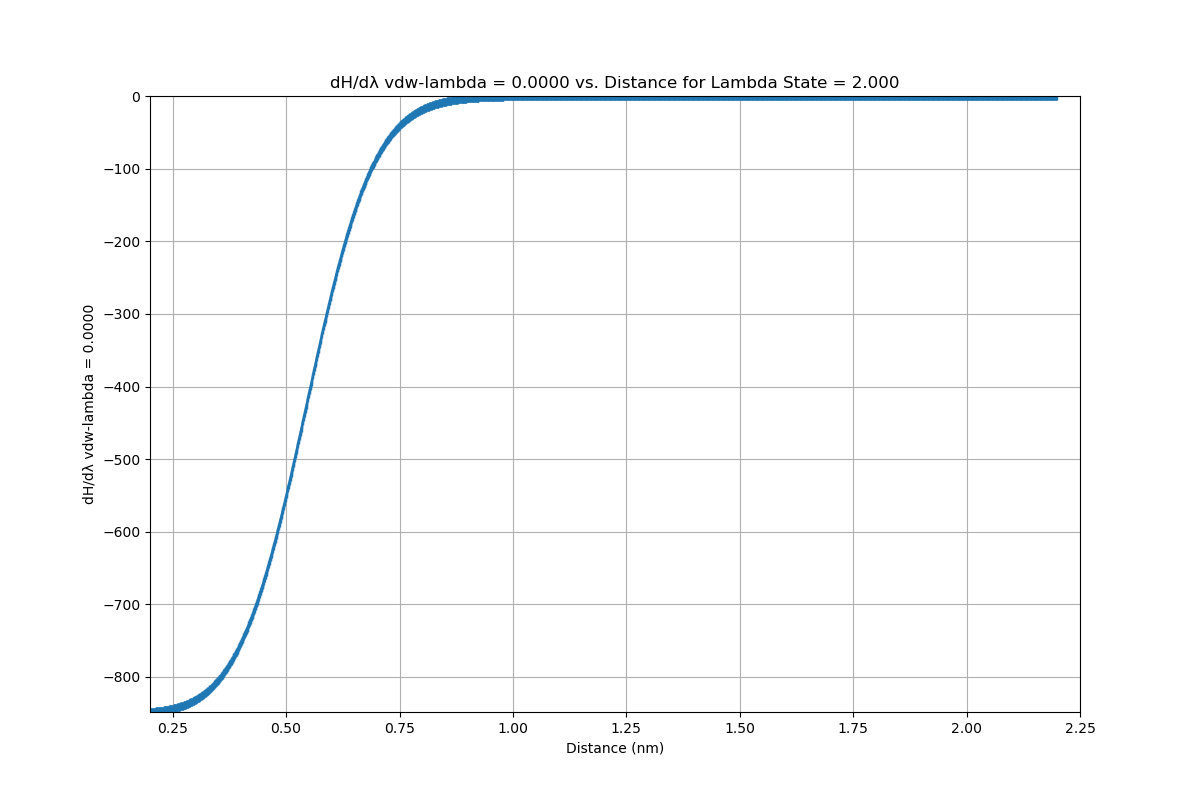 dH/dλ vdw-lambda = 0.0000 vs. Distance for Lambda State = 2.000
0
−100
−200
−300
−400
−500
−600
−700
−800
dH/dλ vdw-lambda = 0.0000
0.25 0.50 0.75 1.00 1.25 1.50 1.75 2.00 2.25
Distance (nm)